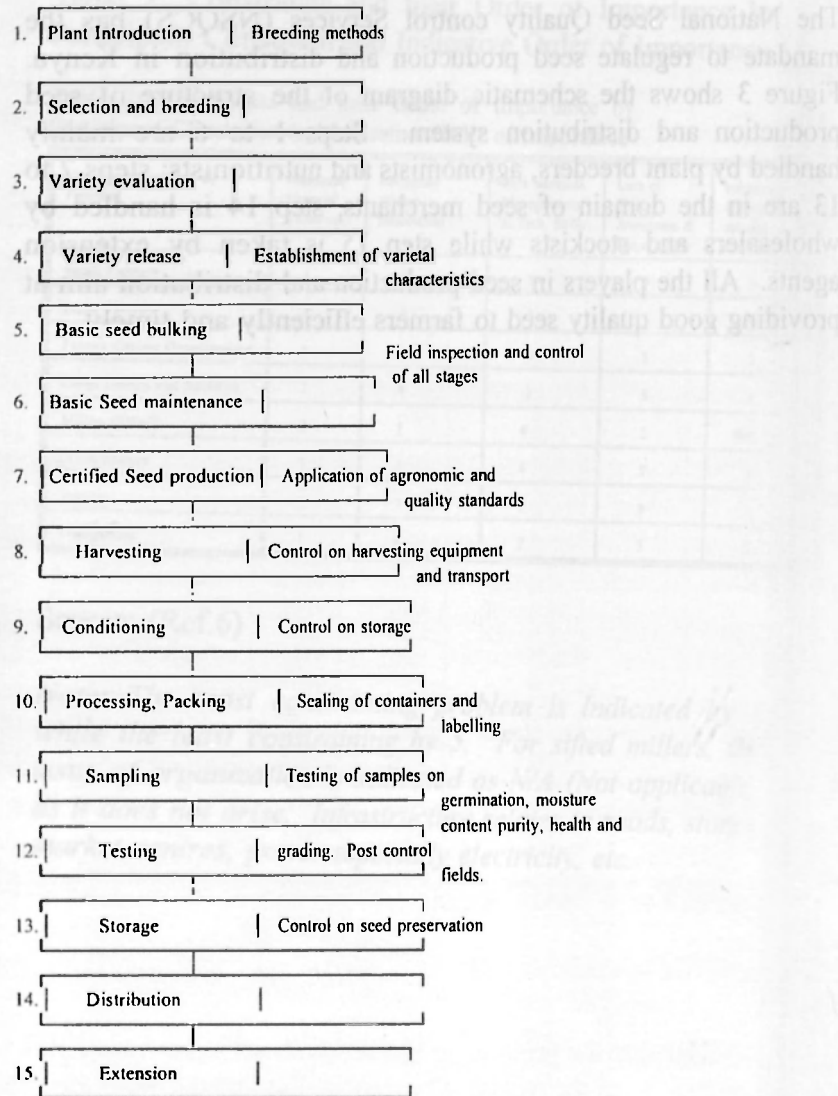 1. Plant Introduction | Breeding methods
2. Selection and breeding
3. Variety evaluation
4. Variety release | Establishment of varietal
characteristics
5. Basic seed bulking
Field inspection and control
of all stages
6. Basic Seed maintenance
7. Certified Seed production | Application of agronomic and
quality standards
8. Harvesting | Control on harvesting equipment
and transport
9. Conditioning | Control on storage
10. Processing, Packing | Sealing of containers and
labelling
11. Sampling | Testing of samples on
germination, moisture
content purity, health and
12. Testing | grading. Post control
fields.
13. Storage | Control on seed preservation
14. Distribution
15. Extension
The National Seed Quality control Services (NSQCS) has the
mandate to regulate seed production and distribution in Kenya.
Figure 3 shows the schematic diagram of the structure of seed
production and distribution system. Steps 1 to 6 are mainly
handled by plant breeders, agronomists and nutritionists; steps 7 to
13 are in the domain of seed merchants, step 14 is handled by
wholesalers and stockists while step 15 is taken by extension
agents. All the players in seed production and distribution aim at
providing good quality seed to farmers efficiently and timely.